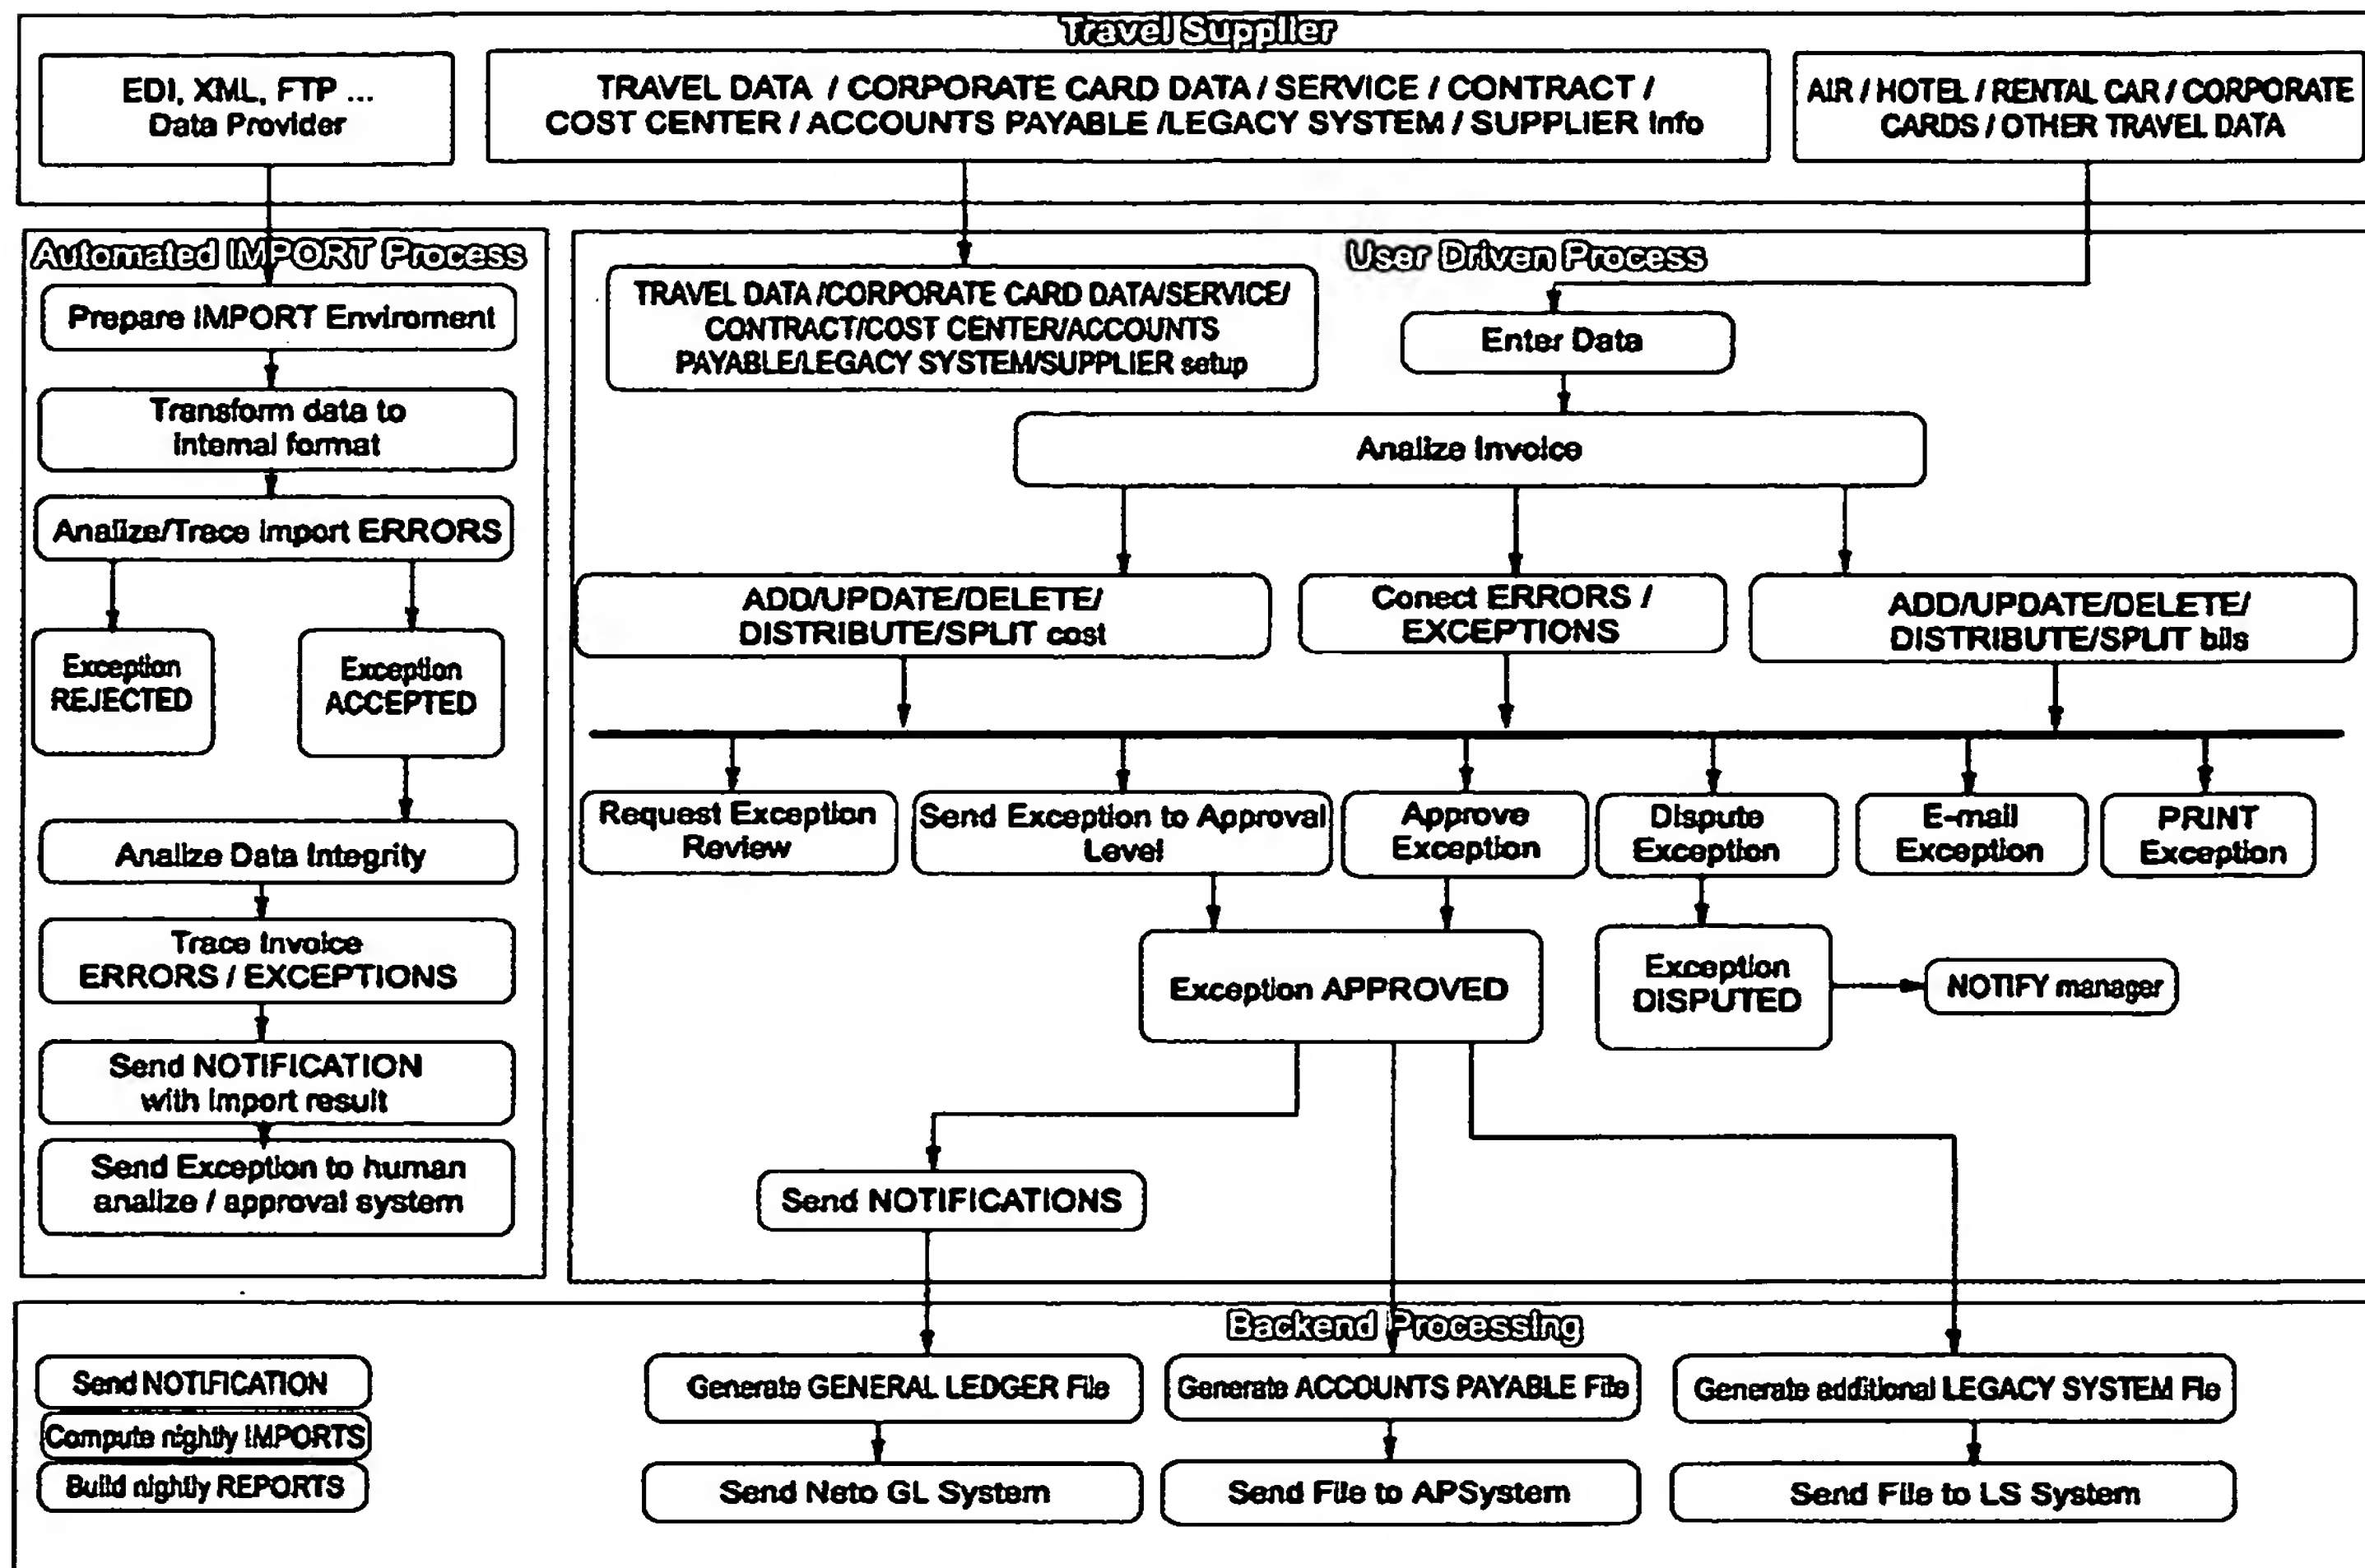 Travel Supplier
EDI, XML, FTP ...
Data Provider
TRAVEL DATA / CORPORATE CARD DATA / SERVICE / CONTRACT /
COST CENTER / ACCOUNTS PAYABLE /LEGACY SYSTEM / SUPPLIER Info
AIR / HOTEL / RENTAL CAR / CORPORATE
CARDS / OTHER TRAVEL DATA
Automated IMPORT Process
Prepare IMPORT Enviroment
Transform data to
internal format
Analize/Trace import ERRORS
Exception
REJECTED
Exception
ACCEPTED
Analize Data Integrity
Trace Invoice
ERRORS / EXCEPTIONS
Send NOTIFICATION
with import result
Send Exception to human
analize / approval system
User Driven Process
TRAVEL DATA /CORPORATE CARD DATA/SERVICE/
CONTRACT/COST CENTER/ACCOUNTS
PAYABLE/LEGACY SYSTEM/SUPPLIER setup
Enter Data
Analize Invoice
ADD/UPDATE/DELETE/
DISTRIBUTE/SPLIT cost
Conect ERRORS /
EXCEPTIONS
ADD/UPDATE/DELETE/
DISTRIBUTE/SPLIT bils
Request Exception
Review
Send Exception to Approval
Level
Approve
Exception
Dispute
Exception
E-mail
Exception
PRINT
Exception
Exception APPROVED
Exception
DISPUTED
NOTIFY manager
Send NOTIFICATIONS
Backend Processing
Send NOTIFICATION
Compute nightly IMPORTS
Build nightly REPORTS
Generate GENERAL LEDGER File
Generate ACCOUNTS PAYABLE File
Generate additional LEGACY SYSTEM Fle
Send Neto GL System
Send File to APSystem
Send File to LS System